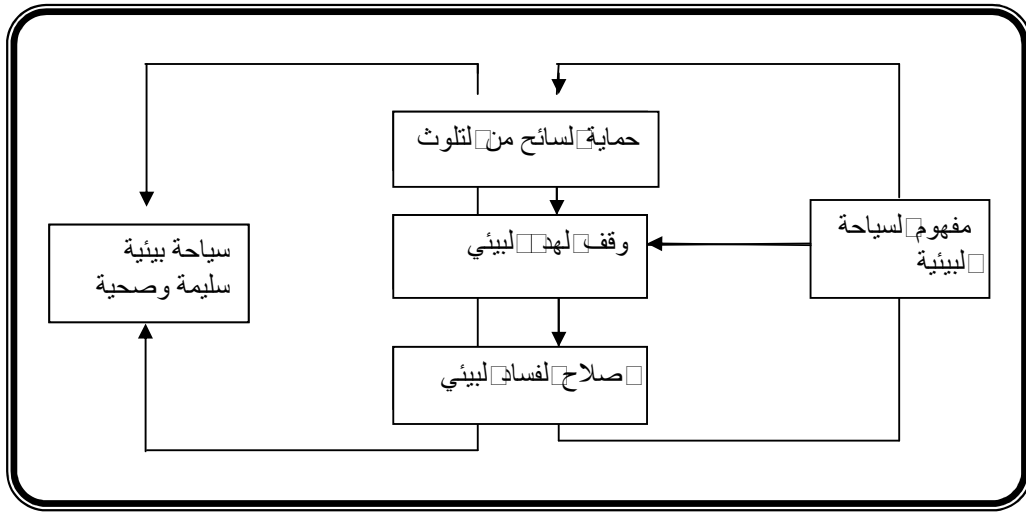 مفهوم□لسياحة
□لبيئية
حماية□لسائح من□لتلوث
وقف□لهد□□لبيئي
□صلاح□لفساد□لبيئي
سياحة بيئية
سليمة وصحية